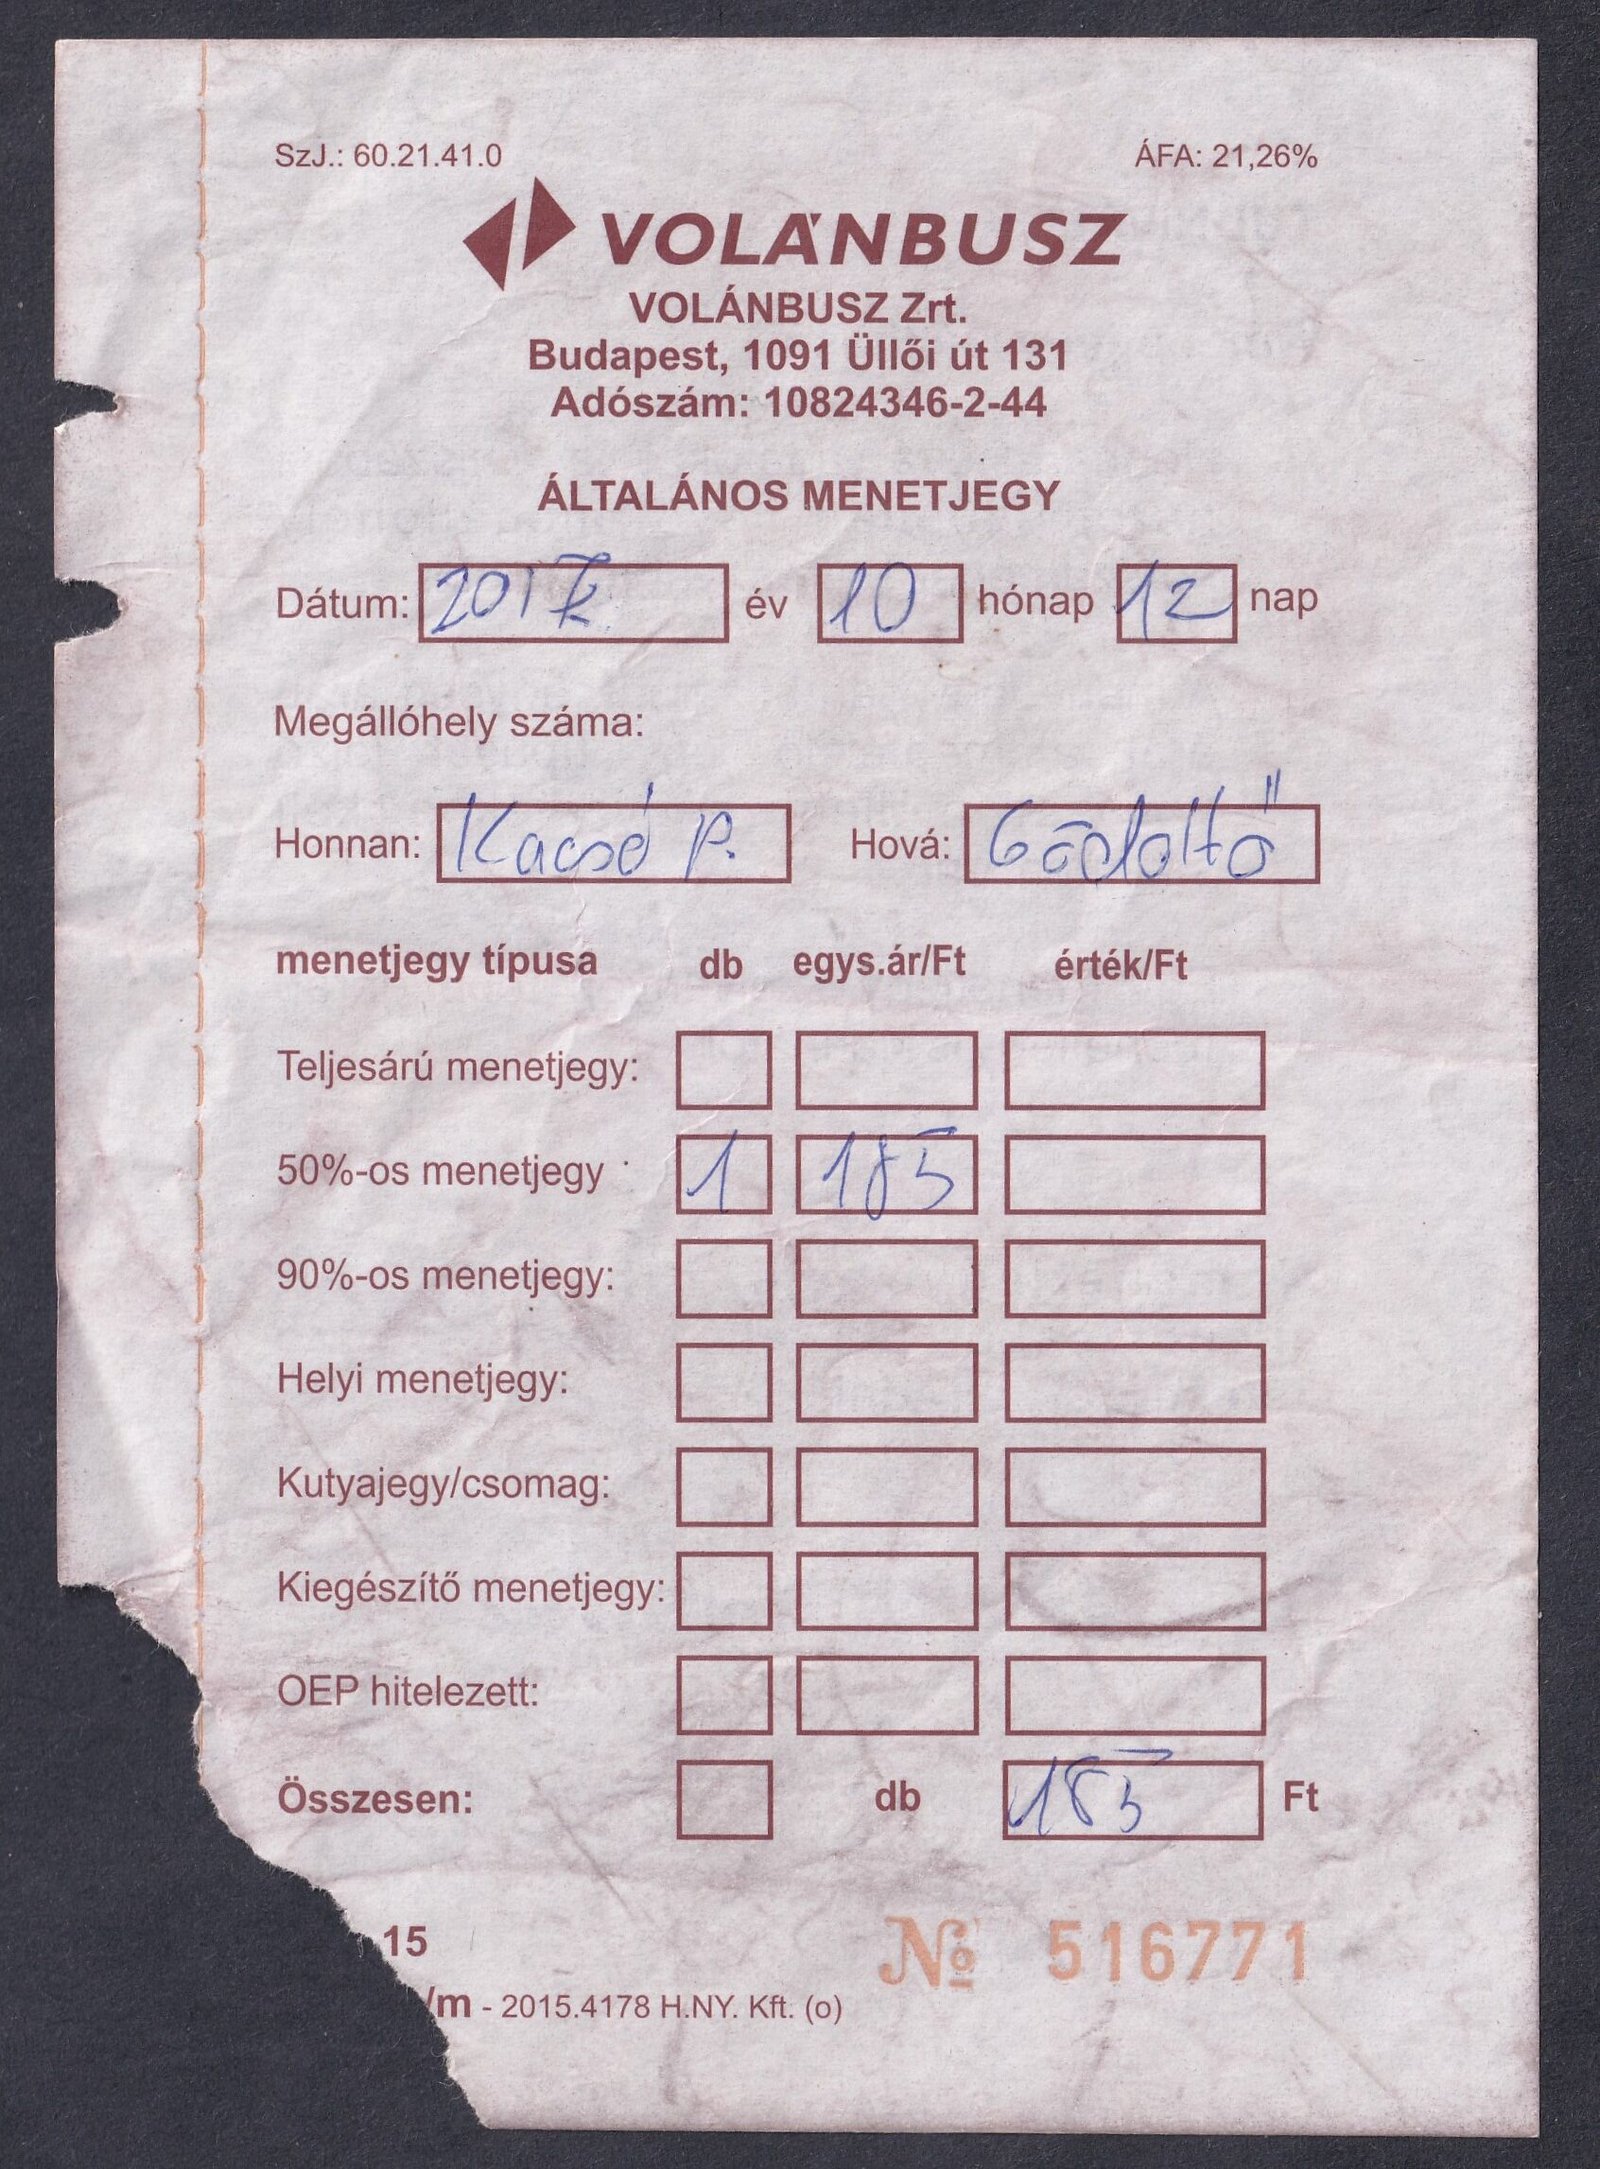 SzJ.: 60.21.41.0 ÁFA: 21,26%
VOLÁNBUSZ
VOLÁNBUSZ Zrt.
Budapest, 1091 Üllői út 131
Adószám: 10824346-2-44
ÁLTALÁNOS MENETJEGY
Dátum: 2017. év 10 hónap 12 nap
Megállóhely száma:
Honnan: Kacsó P. Hová: Gödöllő
menetjegy típusa db egys.ár/Ft érték/Ft
Teljesárú menetjegy:
50%-os menetjegy 1 185
90%-os menetjegy:
Helyi menetjegy:
Kutyajegy/csomag:
Kiegészítő menetjegy:
OEP hitelezett:
Összesen: db 185 Ft
15
№ 516771
/m - 2015.4178 H.NY. Kft. (o)